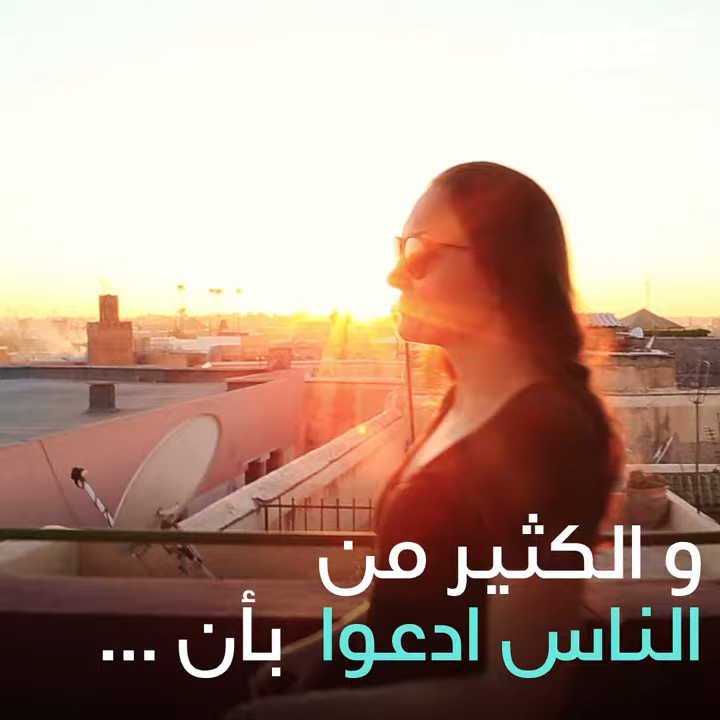 و الكثير من
الناس ادعوا بأن ...